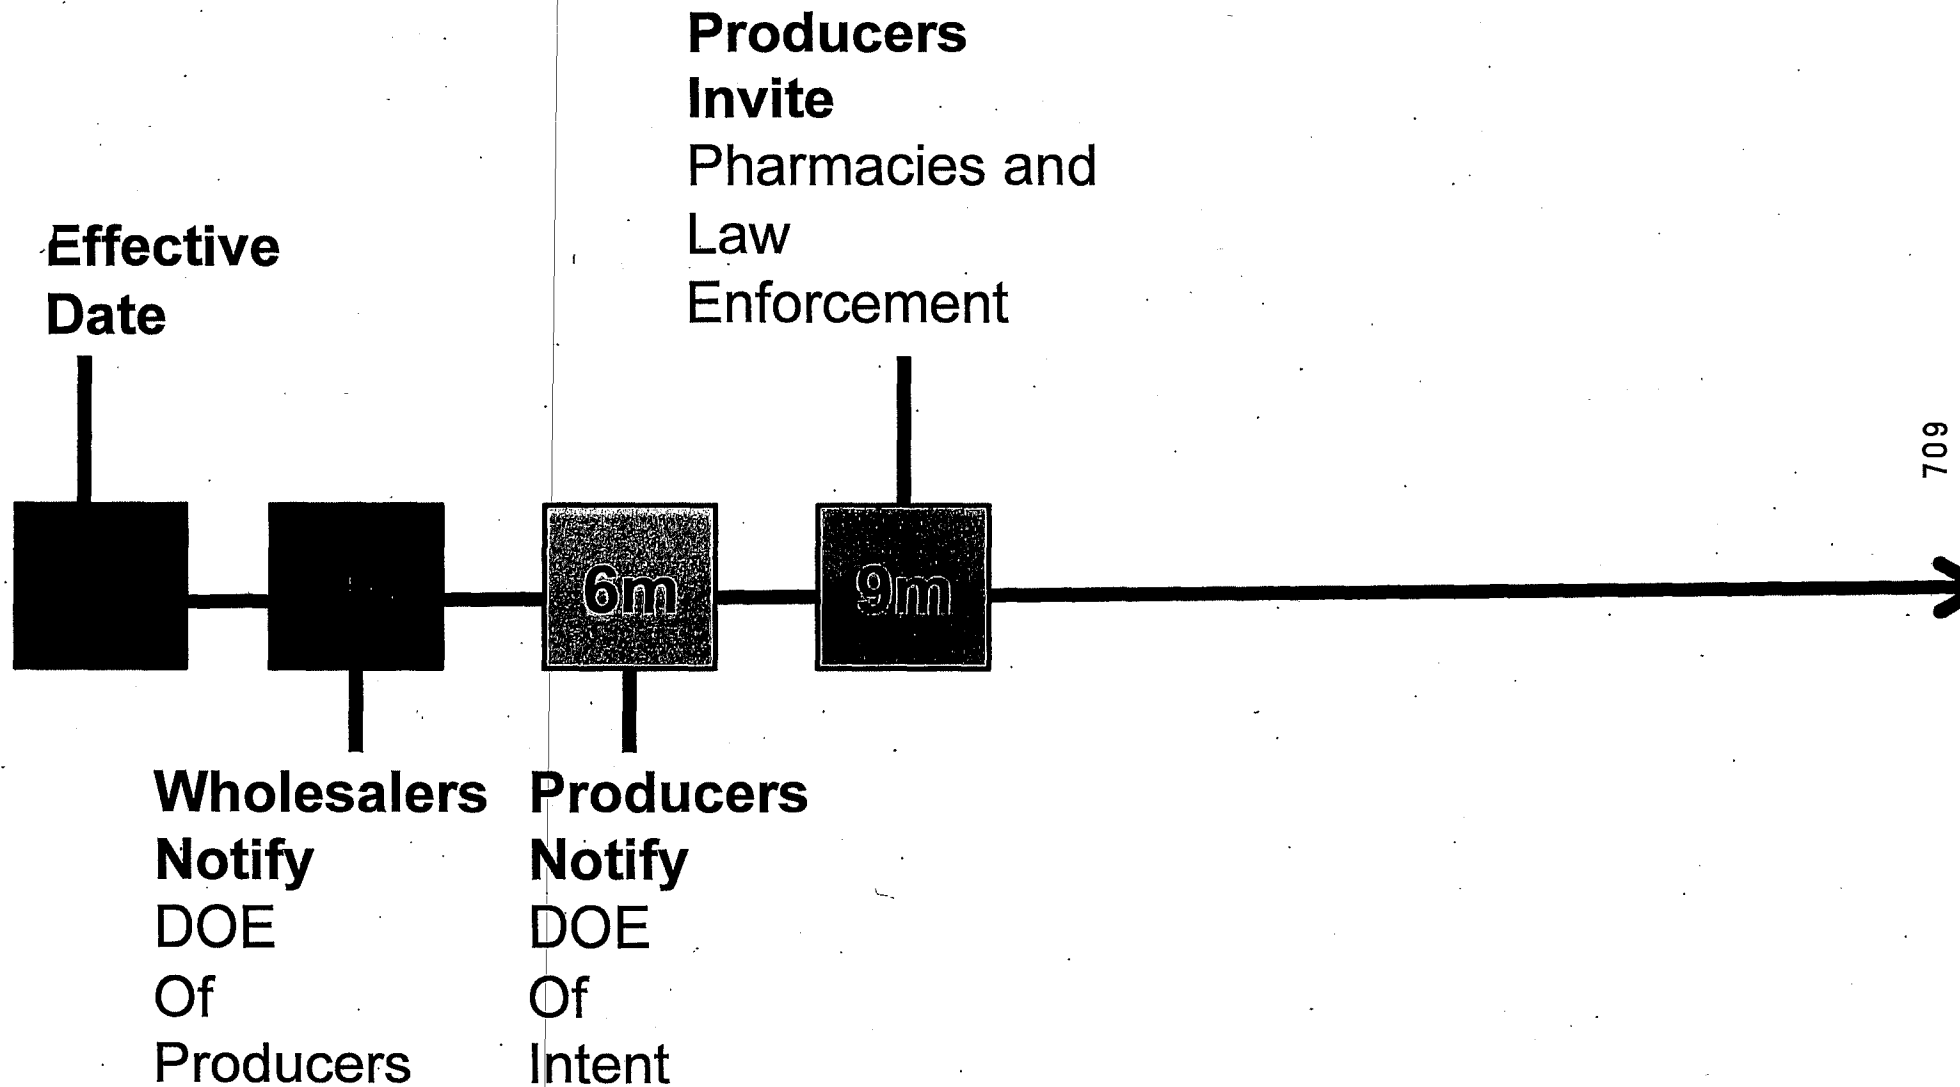 Producers
Invite
Pharmacies and
Law
Enforcement
Effective
Date
709
6m
9m
Wholesalers
Notify
DOE
Of
Producers
Producers
Notify
DOE
Of
Intent